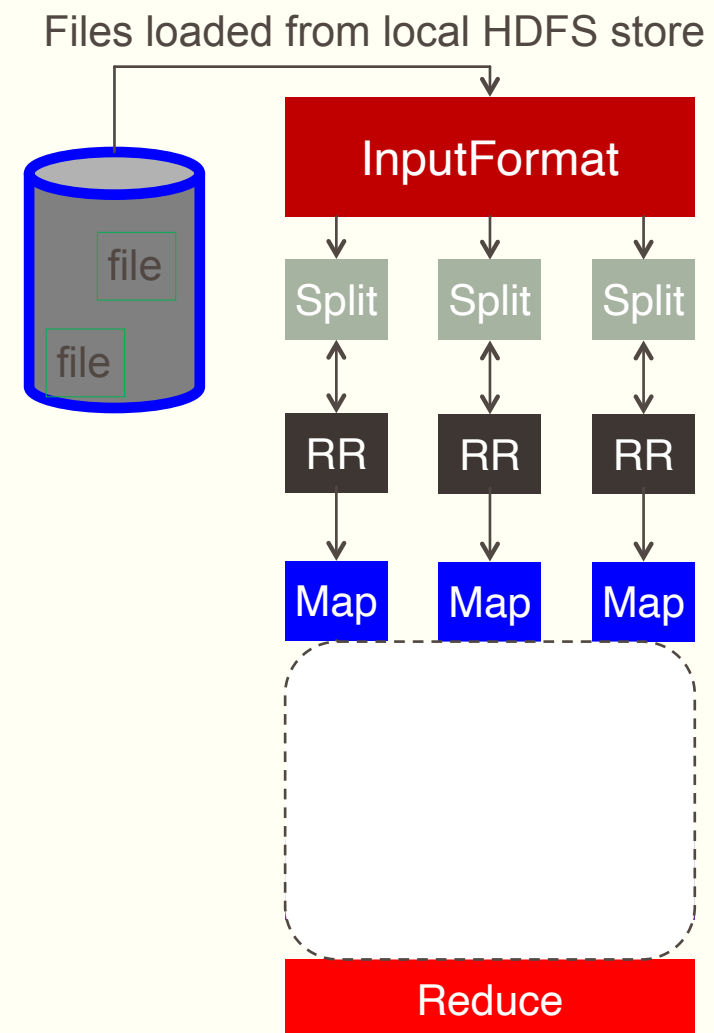 Files loaded from local HDFS store
InputFormat
file
file
Split Split Split
RR RR RR
Map Map Map
Reduce